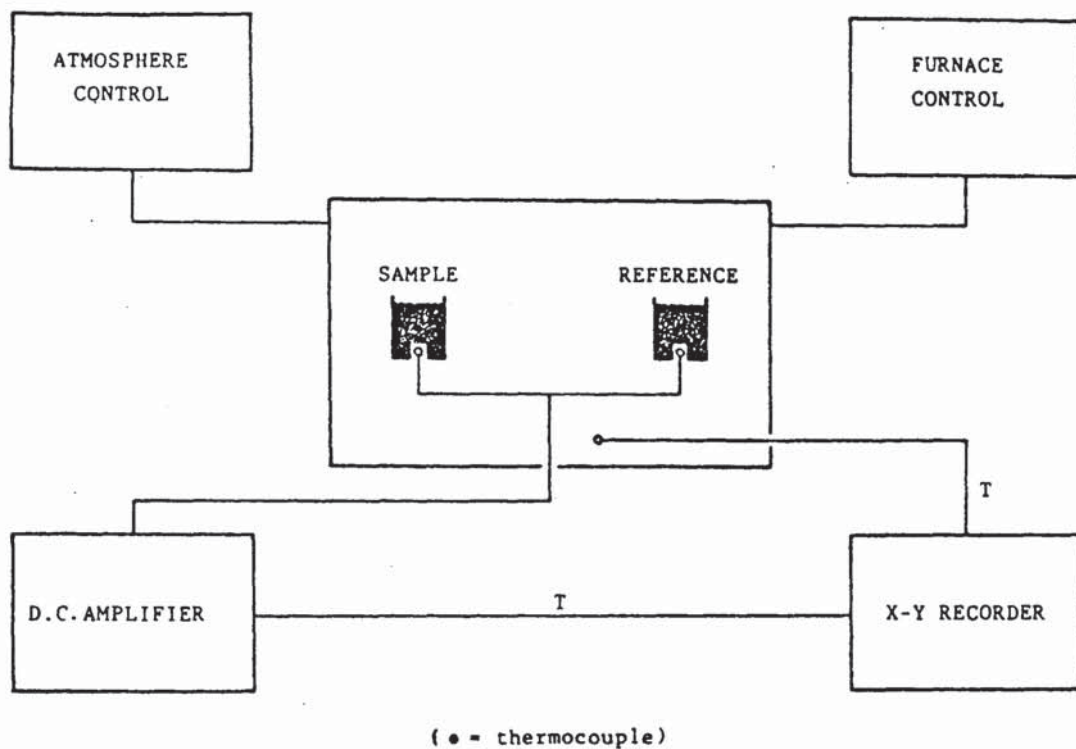 ATMOSPHERE
CONTROL
FURNACE
CONTROL
SAMPLE
REFERENCE
T
D.C.AMPLIFIER
T
X-Y RECORDER
( • = thermocouple)